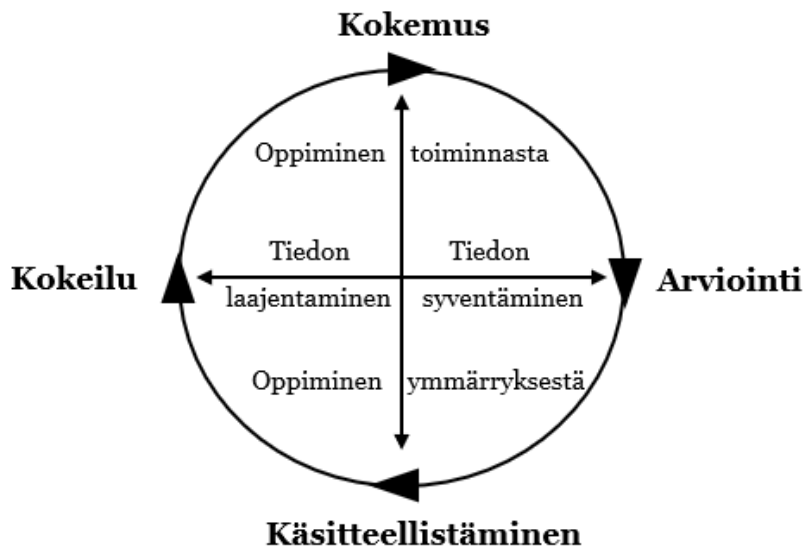 Kokemus
Oppiminen toiminnasta
Tiedon Tiedon
Kokeilu Arviointi
laajentaminen syventäminen
Oppiminen ymmärryksestä
Käsitteellistäminen